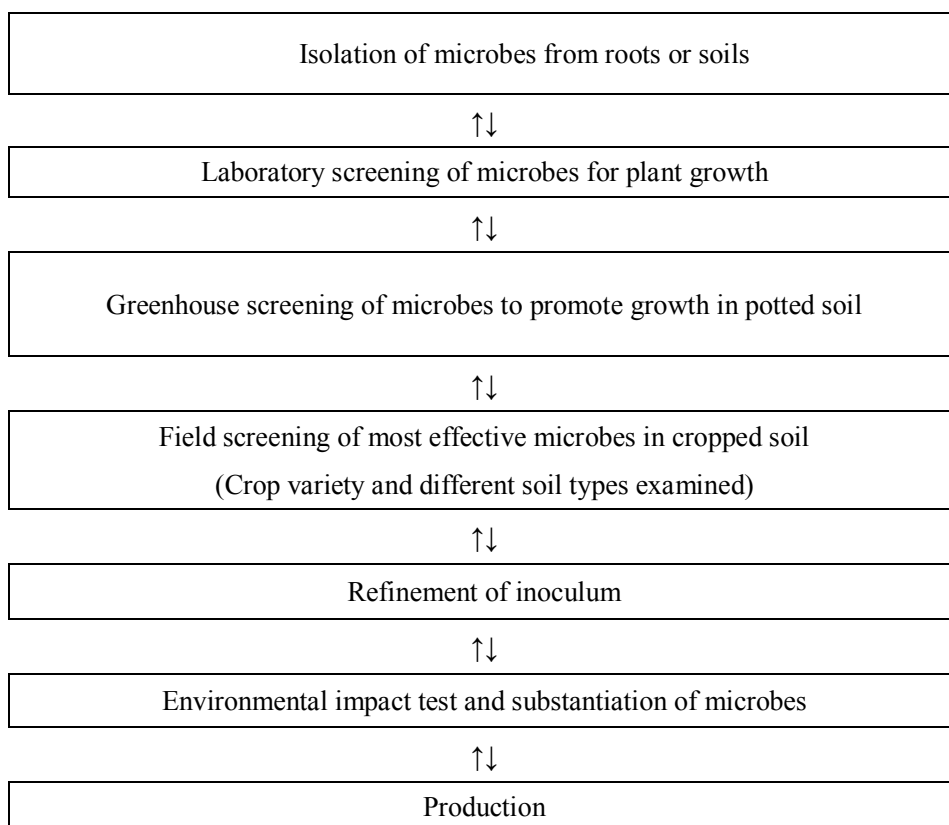 Isolation of microbes from roots or soils
↑↓
Laboratory screening of microbes for plant growth
↑↓
Greenhouse screening of microbes to promote growth in potted soil
↑↓
Field screening of most effective microbes in cropped soil
(Crop variety and different soil types examined)
↑↓
Refinement of inoculum
↑↓
Environmental impact test and substantiation of microbes
↑↓
Production